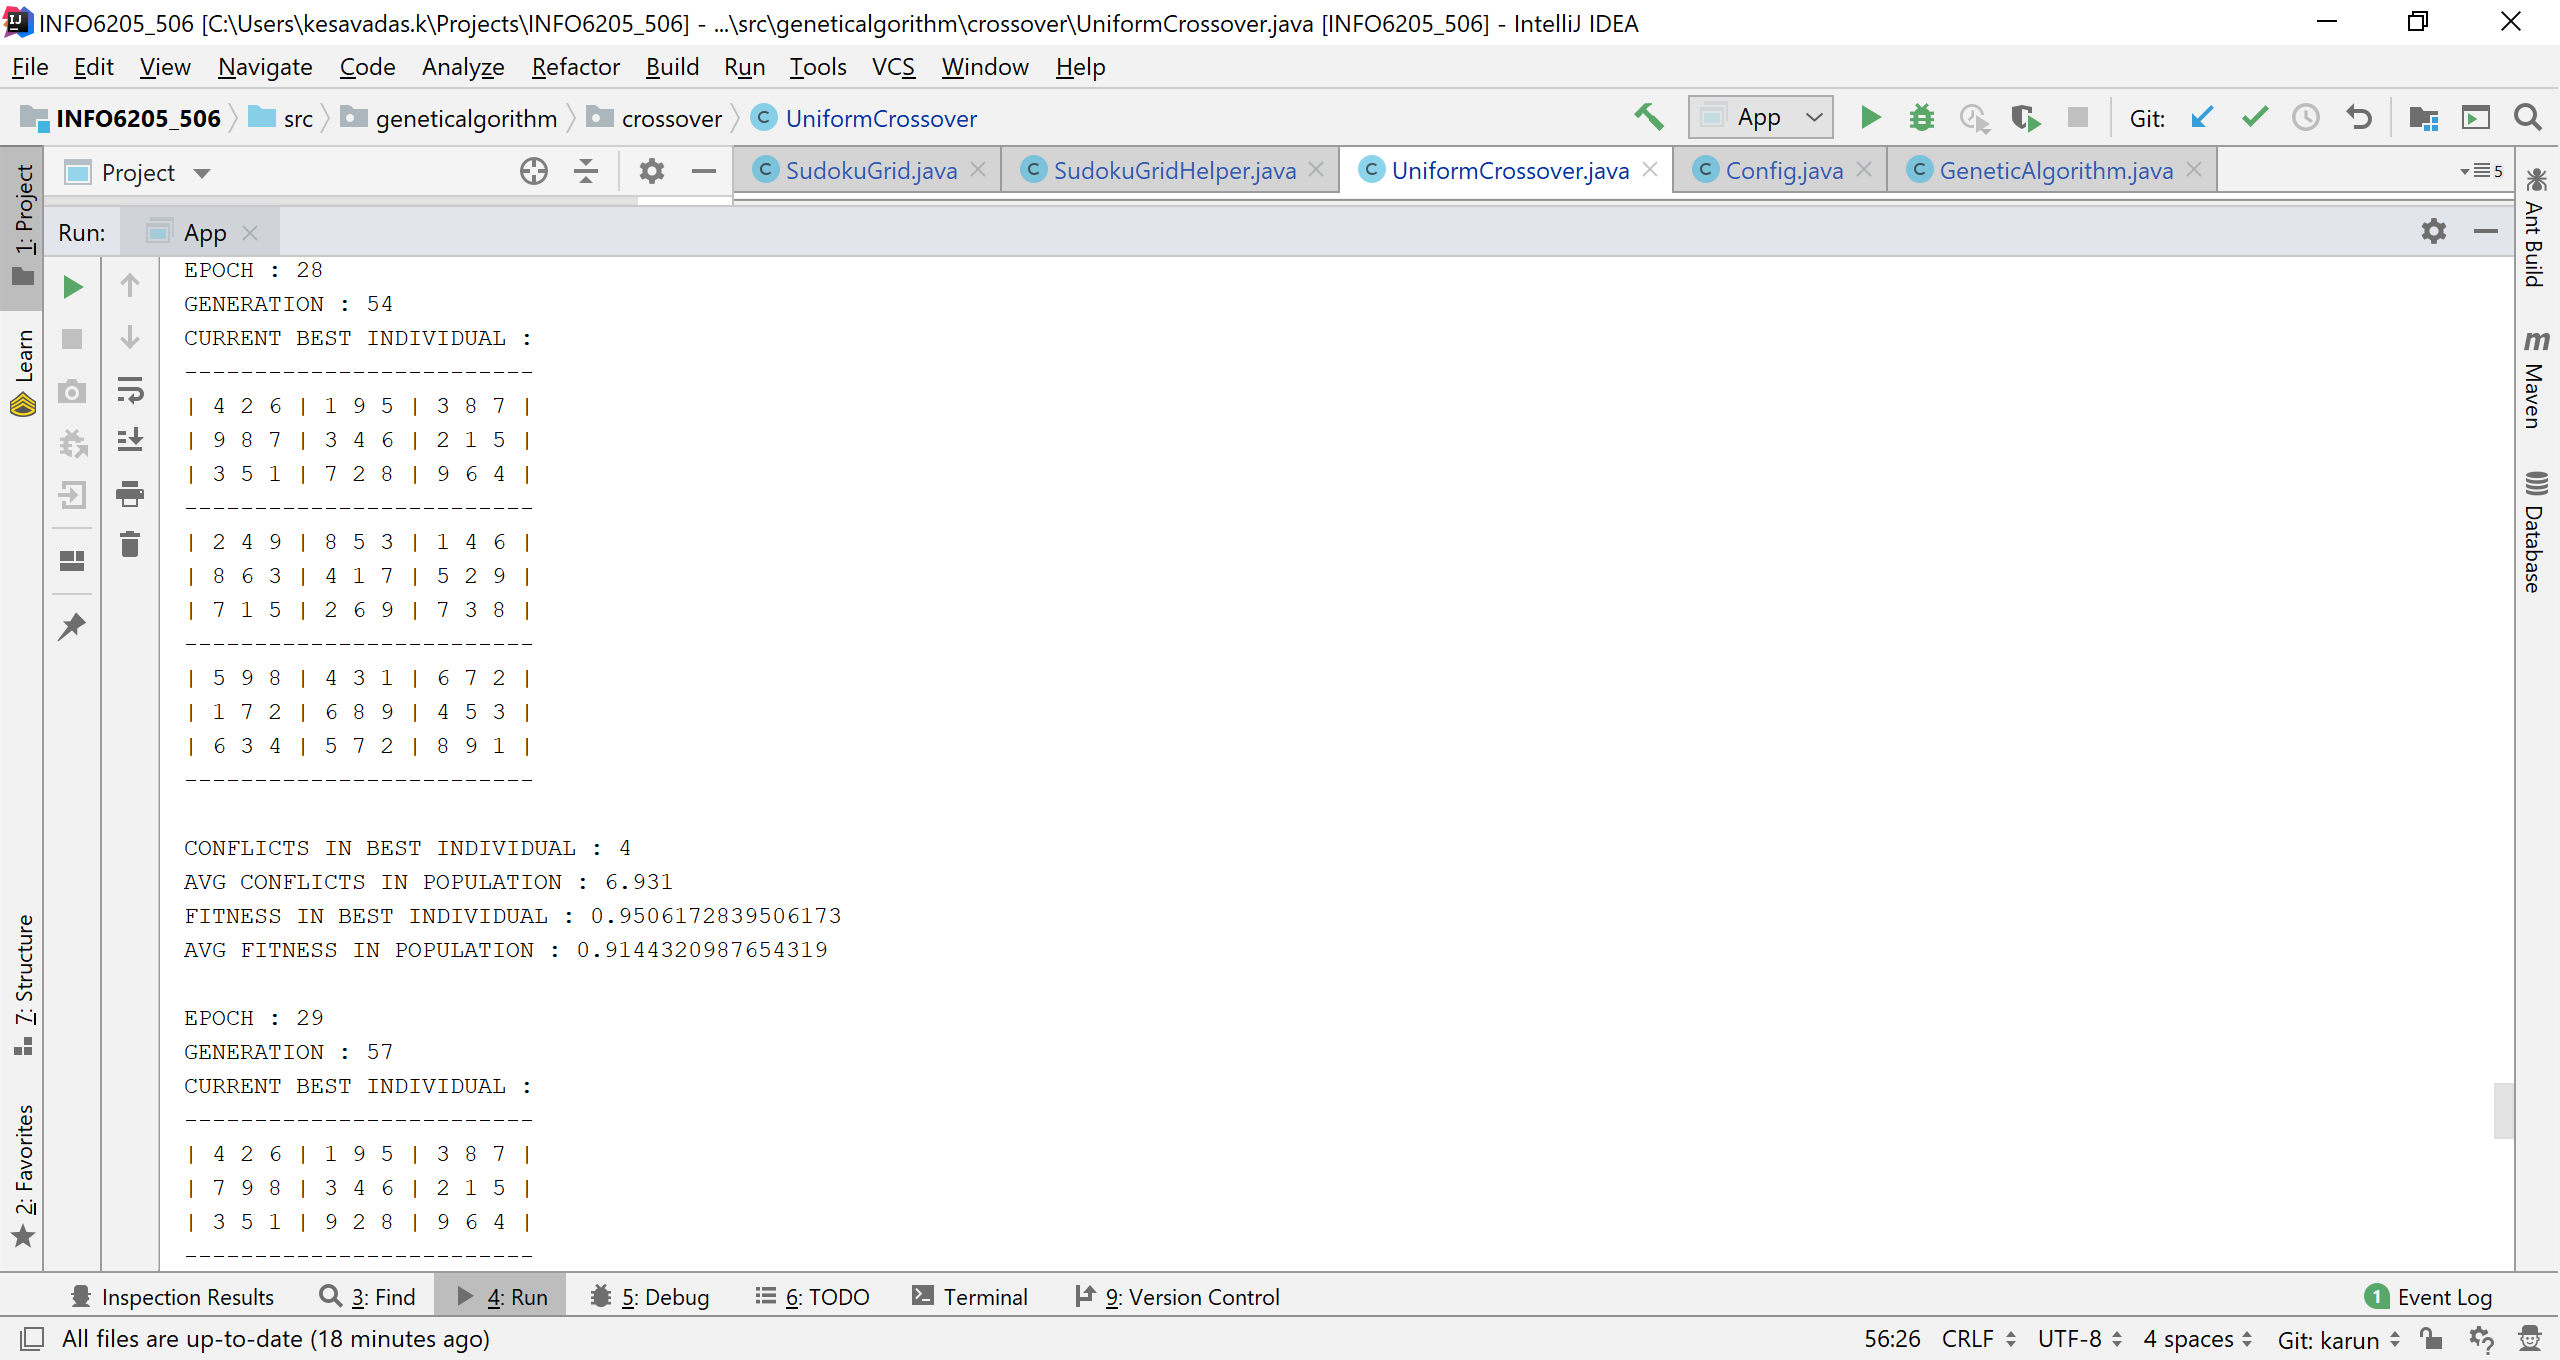 INFO6205_506 [C:\Users\kesavadas.k\Projects\INFO6205_506] - ...\src\geneticalgorithm\crossover\UniformCrossover.java [INFO6205_506] - IntelliJ IDEA
File Edit View Navigate Code Analyze Refactor Build Run Tools VCS Window Help
INFO6205_506 src geneticalgorithm crossover C UniformCrossover App Git:
Project C SudokuGrid.java C SudokuGridHelper.java C UniformCrossover.java C Config.java C GeneticAlgorithm.java 5
Run: App
1: Project
Learn
7: Structure
2: Favorites
EPOCH : 28
GENERATION : 54
CURRENT BEST INDIVIDUAL :
-------------------------
| 4 2 6 | 1 9 5 | 3 8 7 |
| 9 8 7 | 3 4 6 | 2 1 5 |
| 3 5 1 | 7 2 8 | 9 6 4 |
-------------------------
| 2 4 9 | 8 5 3 | 1 4 6 |
| 8 6 3 | 4 1 7 | 5 2 9 |
| 7 1 5 | 2 6 9 | 7 3 8 |
-------------------------
| 5 9 8 | 4 3 1 | 6 7 2 |
| 1 7 2 | 6 8 9 | 4 5 3 |
| 6 3 4 | 5 7 2 | 8 9 1 |
-------------------------
CONFLICTS IN BEST INDIVIDUAL : 4
AVG CONFLICTS IN POPULATION : 6.931
FITNESS IN BEST INDIVIDUAL : 0.9506172839506173
AVG FITNESS IN POPULATION : 0.9144320987654319
EPOCH : 29
GENERATION : 57
CURRENT BEST INDIVIDUAL :
-------------------------
| 4 2 6 | 1 9 5 | 3 8 7 |
| 7 9 8 | 3 4 6 | 2 1 5 |
| 3 5 1 | 9 2 8 | 9 6 4 |
-------------------------
Ant Build
m Maven
Database
Inspection Results 3: Find 4: Run 5: Debug 6: TODO Terminal 9: Version Control 1 Event Log
All files are up-to-date (18 minutes ago) 56:26 CRLF UTF-8 4 spaces Git: karun